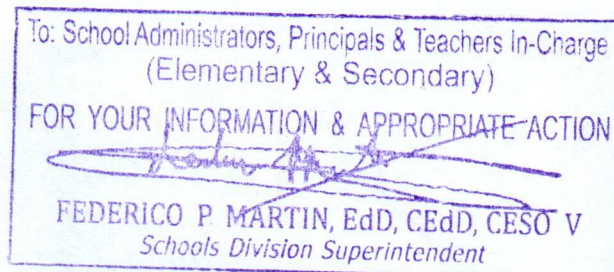 To: School Administrators, Principals & Teachers In-Charge
(Elementary & Secondary)
FOR YOUR INFORMATION & APPROPRIATE ACTION
FEDERICO P. MARTIN, EdD, CEdD, CESO V
Schools Division Superintendent